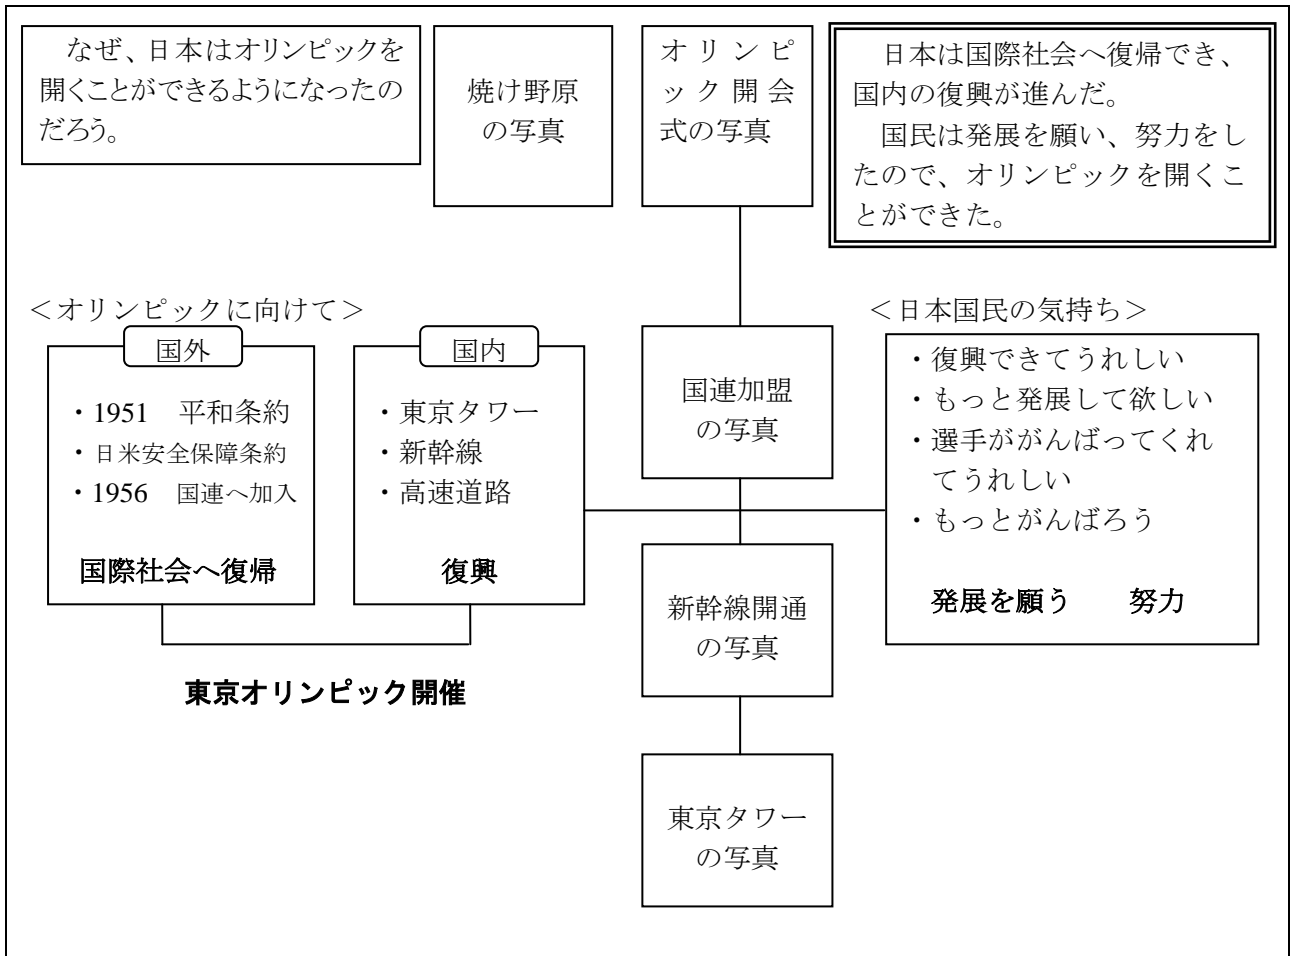 なぜ、日本はオリンピックを
開くことができるようになったの
だろう。
焼け野原
の写真
オリンピ
ック開会
式の写真
日本は国際社会へ復帰でき、
国内の復興が進んだ。
国民は発展を願い、努力をし
たので、オリンピックを開くこ
とができた。
＜オリンピックに向けて＞
国外
・1951　平和条約
・日米安全保障条約
・1956　国連へ加入
国際社会へ復帰
国内
・東京タワー
・新幹線
・高速道路
復興
東京オリンピック開催
国連加盟
の写真
新幹線開通
の写真
東京タワー
の写真
＜日本国民の気持ち＞
・復興できてうれしい
・もっと発展して欲しい
・選手ががんばってくれ
てうれしい
・もっとがんばろう
発展を願う　努力